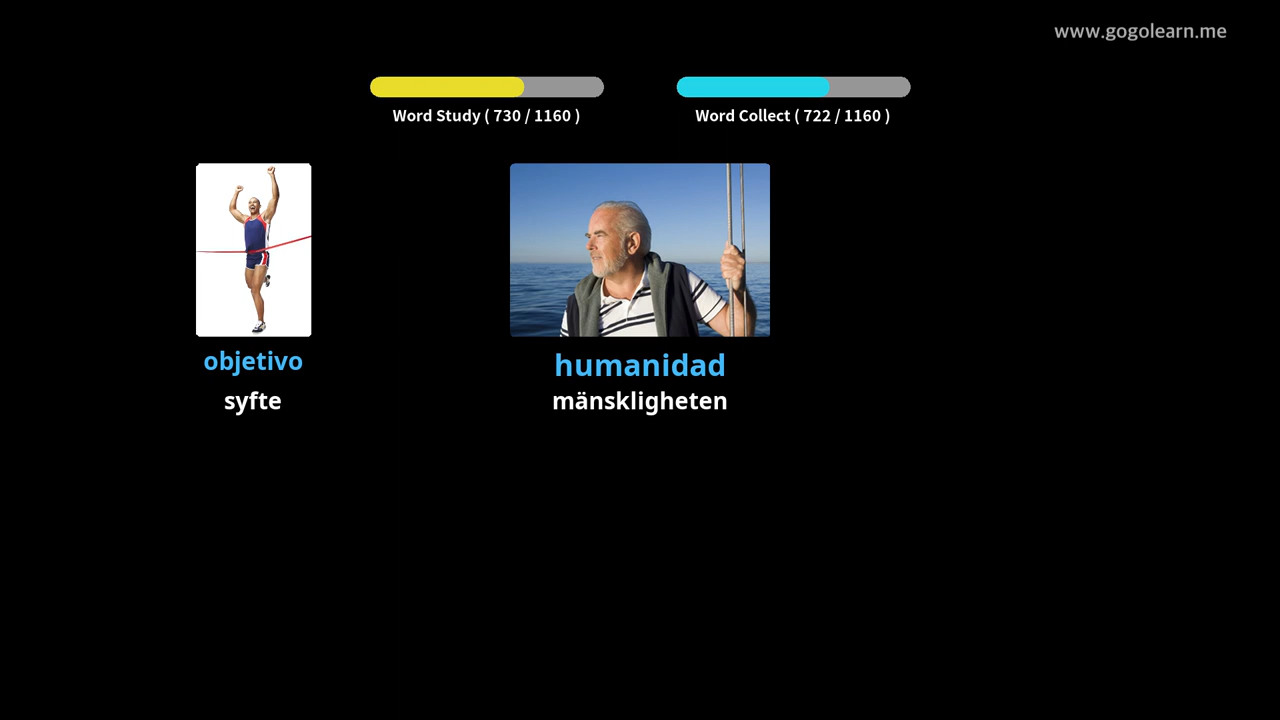 www.gogolearn.me
Word Study ( 730 / 1160 )
Word Collect ( 722 / 1160 )
objetivo
syfte
humanidad
mänskligheten